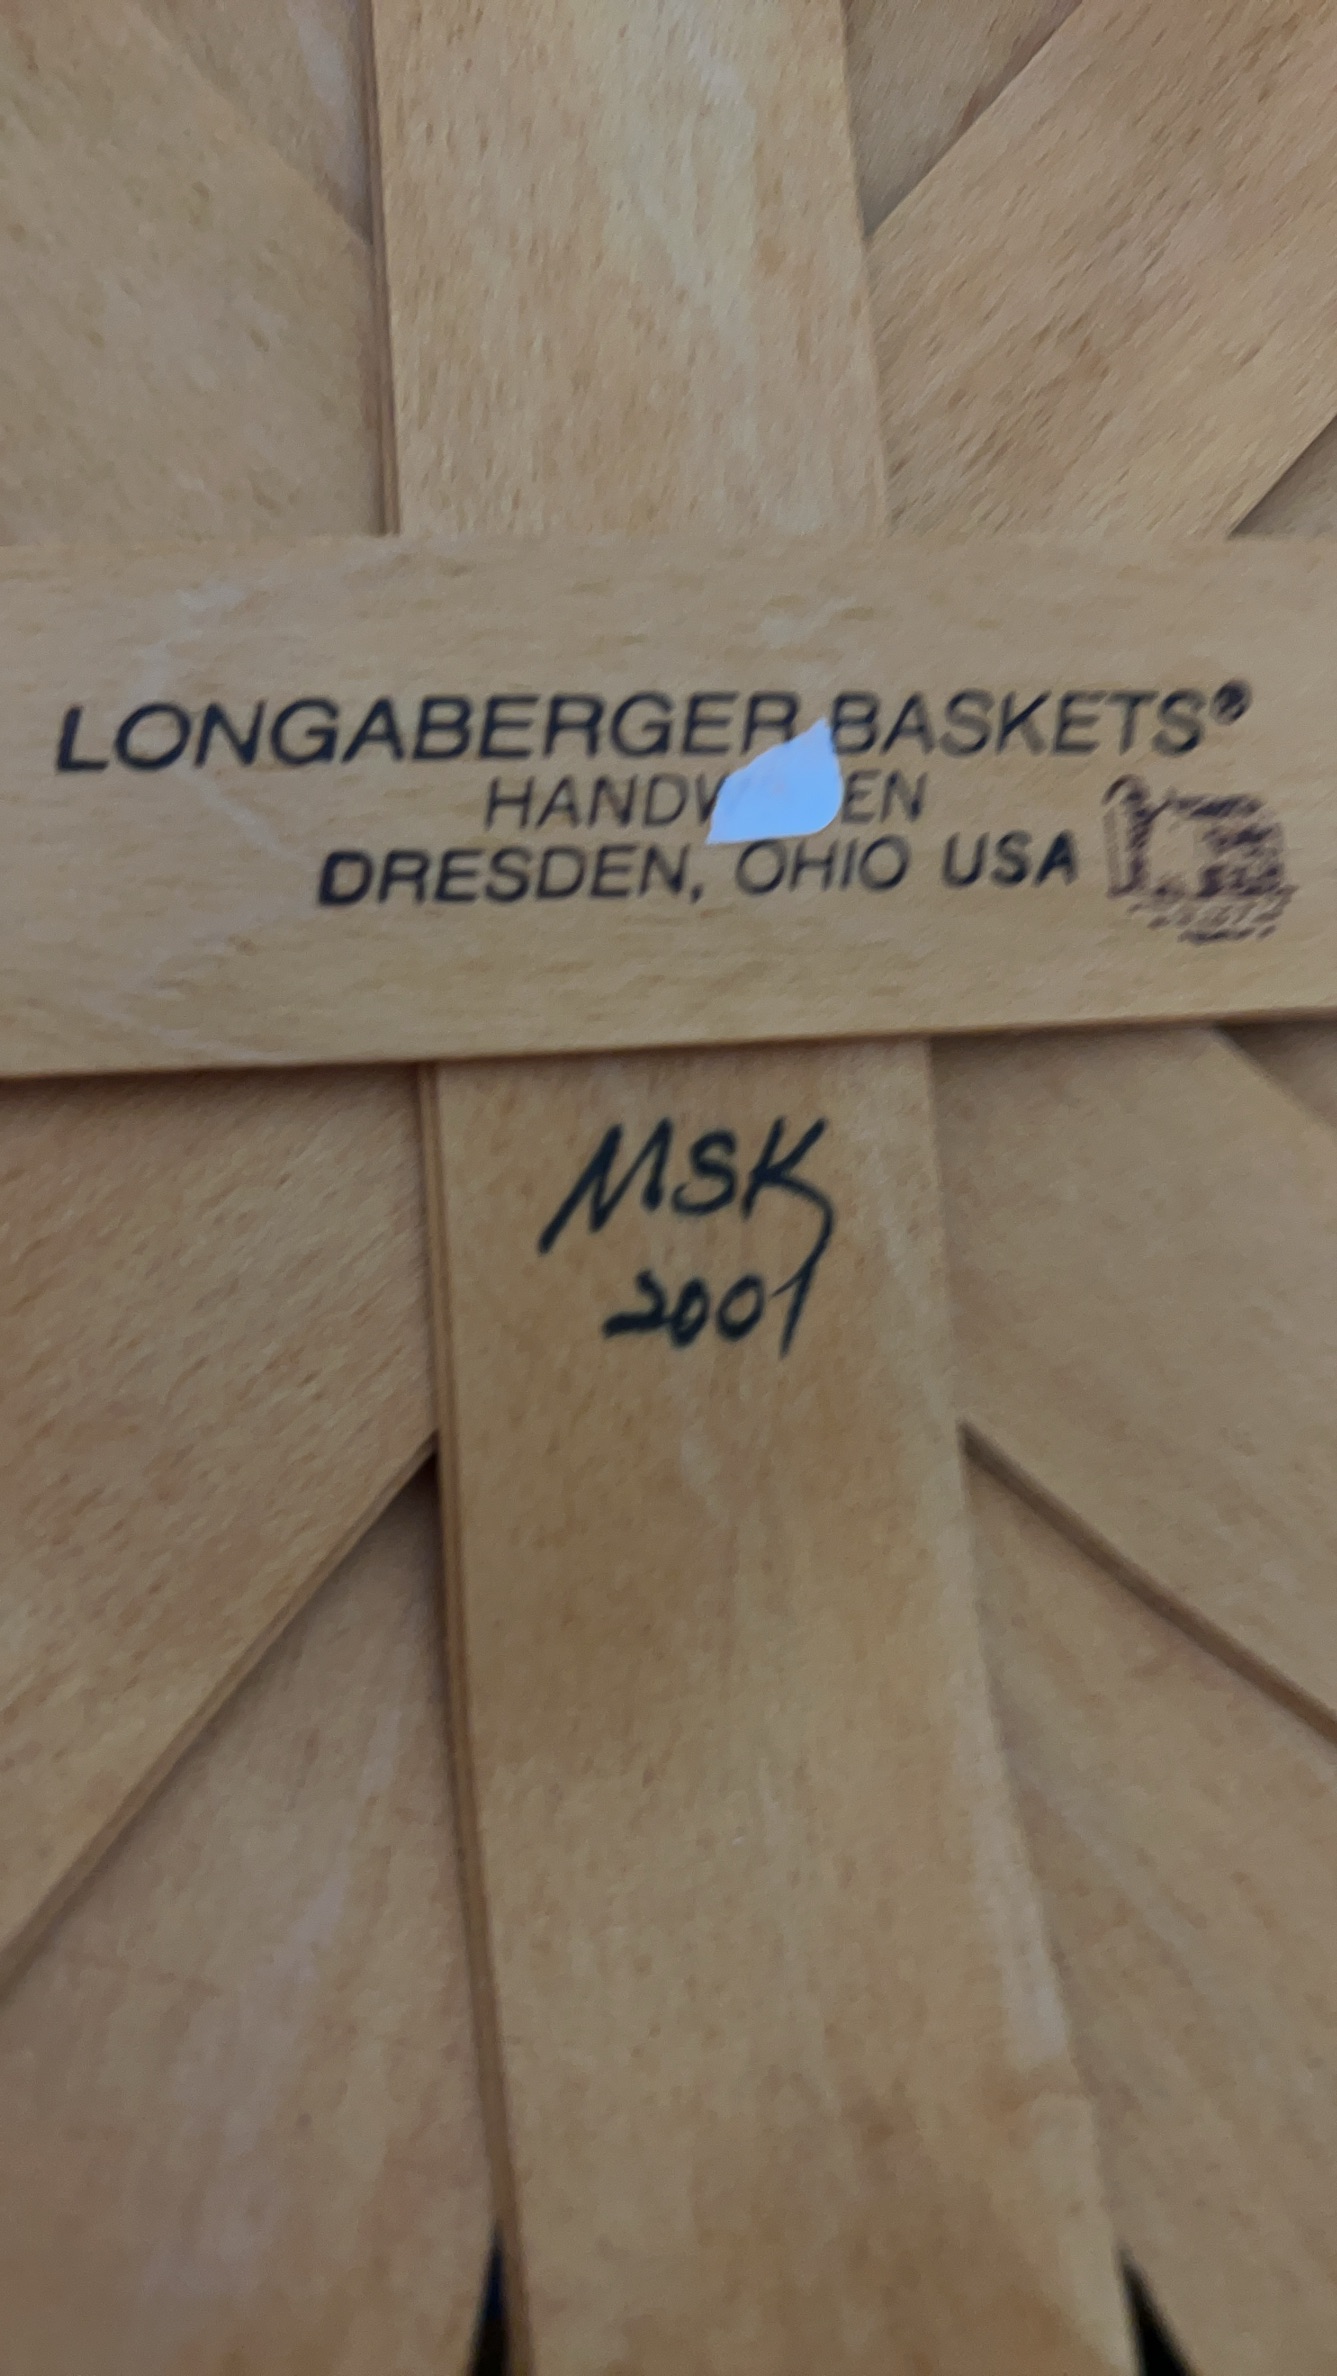 LONGABERGER BASKETS®
DRESDEN, OHIO USA
MSK
2001